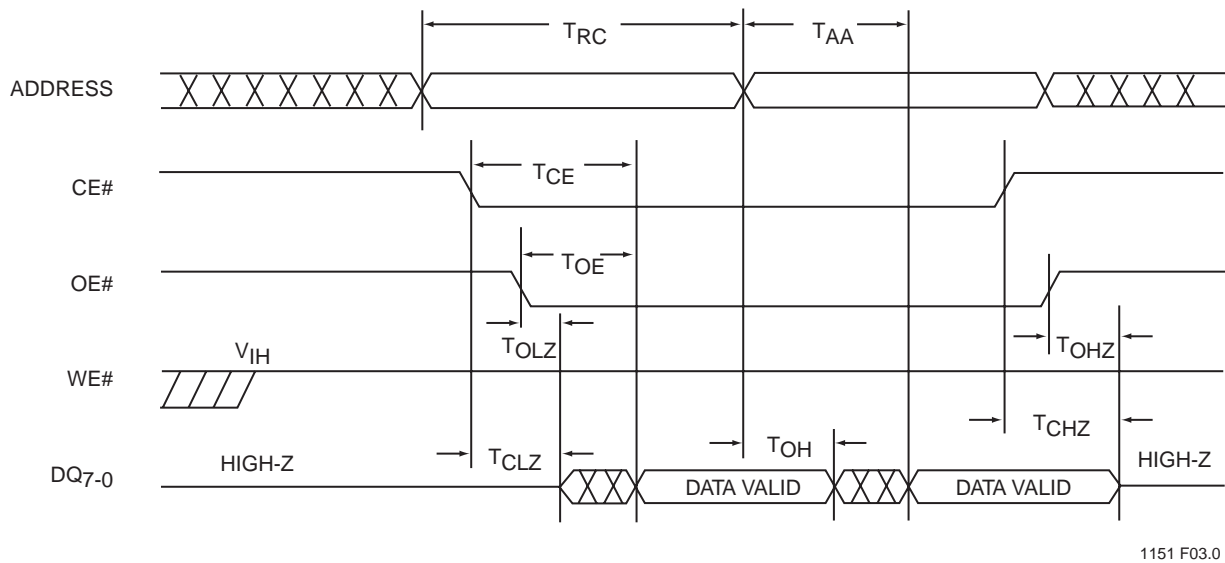 TRC
TAA
ADDRESS
TCE
CE#
TOE
OE#
TOLZ
TOHZ
VIH
WE#
TCHZ
TOH
TCLZ
HIGH-Z
HIGH-Z
DQ7-0
DATA VALID
DATA VALID
1151 F03.0